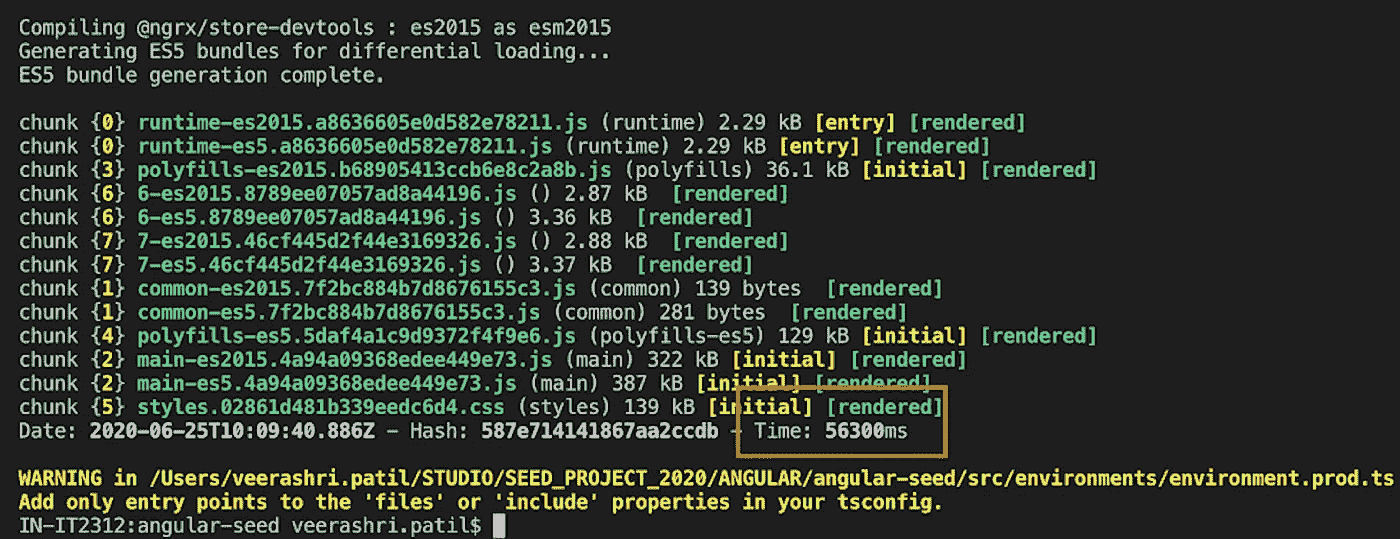 Compiling @ngrx/store-devtools : es2015 as esm2015
Generating ES5 bundles for differential loading...
ES5 bundle generation complete.
chunk {0} runtime-es2015.a8636605e0d582e78211.js (runtime) 2.29 kB [entry] [rendered]
chunk {0} runtime-es5.a8636605e0d582e78211.js (runtime) 2.29 kB [entry] [rendered]
chunk {3} polyfills-es2015.b68905413ccb6e8c2a8b.js (polyfills) 36.1 kB [initial] [rendered]
chunk {6} 6-es2015.8789ee07057ad8a44196.js () 2.87 kB  [rendered]
chunk {6} 6-es5.8789ee07057ad8a44196.js () 3.36 kB  [rendered]
chunk {7} 7-es2015.46cf445d2f44e3169326.js () 2.88 kB  [rendered]
chunk {7} 7-es5.46cf445d2f44e3169326.js () 3.37 kB  [rendered]
chunk {1} common-es2015.7f2bc884b7d8676155c3.js (common) 139 bytes  [rendered]
chunk {1} common-es5.7f2bc884b7d8676155c3.js (common) 281 bytes  [rendered]
chunk {4} polyfills-es5.5daf4a1c9d9372f4f9e6.js (polyfills-es5) 129 kB [initial] [rendered]
chunk {2} main-es2015.4a94a09368edee449e73.js (main) 322 kB [initial] [rendered]
chunk {2} main-es5.4a94a09368edee449e73.js (main) 387 kB [initial] [rendered]
chunk {5} styles.02861d481b339eedc6d4.css (styles) 139 kB [initial] [rendered]
Date: 2020-06-25T10:09:40.886Z - Hash: 587e714141867aa2ccdb - Time: 56300ms
WARNING in /Users/veerashri.patil/STUDIO/SEED_PROJECT_2020/ANGULAR/angular-seed/src/environments/environment.prod.ts
Add only entry points to the 'files' or 'include' properties in your tsconfig.
IN-IT2312:angular-seed veerashri.patil$